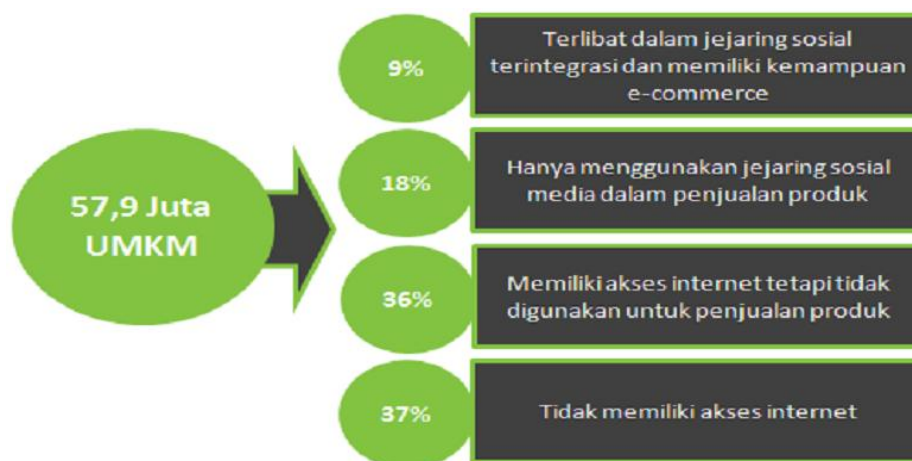 57,9 Juta
UMKM
9%
Terlibat dalam jejaring sosial
terintegrasi dan memiliki kemampuan
e-commerce
18%
Hanya menggunakan jejaring sosial
media dalam penjualan produk
36%
Memiliki akses internet tetapi tidak
digunakan untuk penjualan produk
37%
Tidak memiliki akses internet